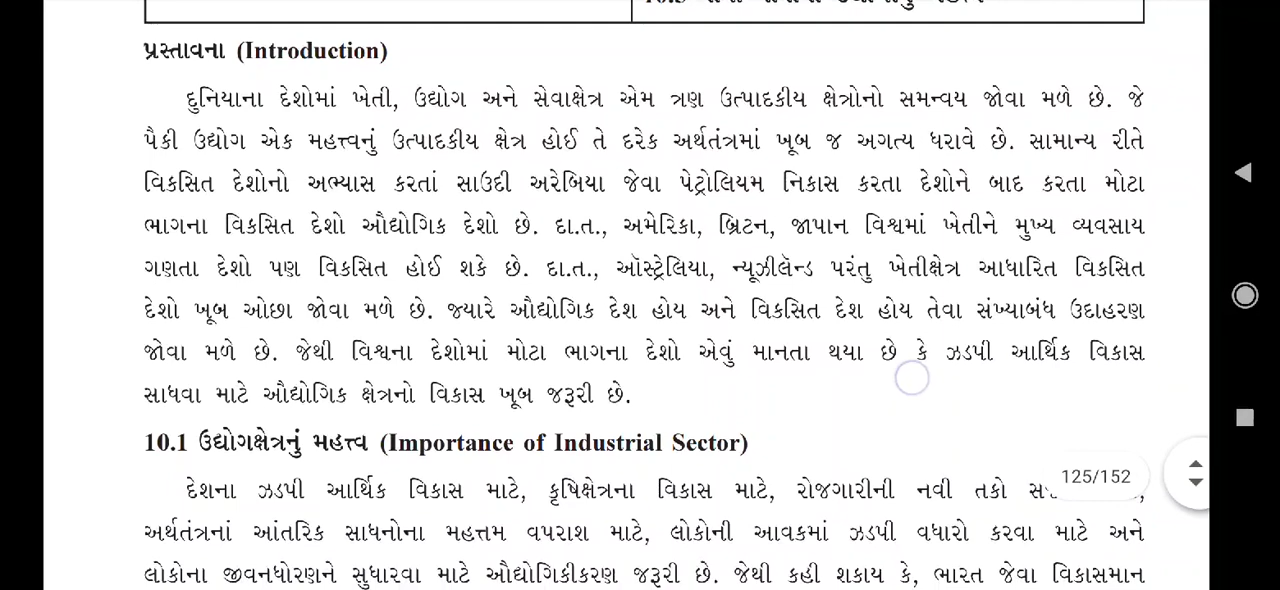 પ્રસ્તાવના (Introduction)
દુનિયાના દેશોમાં ખેતી, ઉદ્યોગ અને સેવાક્ષેત્ર એમ ત્રણ ઉત્પાદકીય ક્ષેત્રોનો સમન્વય જોવા મળે છે. જે
પૈકી ઉદ્યોગ એક મહત્ત્વનું ઉત્પાદકીય ક્ષેત્ર હોઈ તે દરેક અર્થતંત્રમાં ખૂબ જ અગત્ય ધરાવે છે. સામાન્ય રીતે
વિકસિત દેશોનો અભ્યાસ કરતાં સાઉદી અરેબિયા જેવા પેટ્રોલિયમ નિકાસ કરતા દેશોને બાદ કરતા મોટા
ભાગના વિકસિત દેશો ઔદ્યોગિક દેશો છે. દા.ત., અમેરિકા, બ્રિટન, જાપાન વિશ્વમાં ખેતીને મુખ્ય વ્યવસાય
ગણતા દેશો પણ વિકસિત હોઈ શકે છે. દા.ત., ઑસ્ટ્રેલિયા, ન્યૂઝીલૅન્ડ પરંતુ ખેતીક્ષેત્ર આધારિત વિકસિત
દેશો ખૂબ ઓછા જોવા મળે છે. જ્યારે ઔદ્યોગિક દેશ હોય અને વિકસિત દેશ હોય તેવા સંખ્યાબંધ ઉદાહરણ
જોવા મળે છે. જેથી વિશ્વના દેશોમાં મોટા ભાગના દેશો એવું માનતા થયા છે કે ઝડપી આર્થિક વિકાસ
સાધવા માટે ઔદ્યોગિક ક્ષેત્રનો વિકાસ ખૂબ જરૂરી છે.
10.1 ઉદ્યોગક્ષેત્રનું મહત્ત્વ (Importance of Industrial Sector)
125/152
દેશના ઝડપી આર્થિક વિકાસ માટે, કૃષિક્ષેત્રના વિકાસ માટે, રોજગારીની નવી તકો
અર્થતંત્રનાં આંતરિક સાધનોના મહત્તમ વપરાશ માટે, લોકોની આવકમાં ઝડપી વધારો કરવા માટે અને
લોકોના જીવનધોરણને સુધારવા માટે ઔદ્યોગિકીકરણ જરૂરી છે. જેથી કહી શકાય કે, ભારત જેવા વિકાસમાન